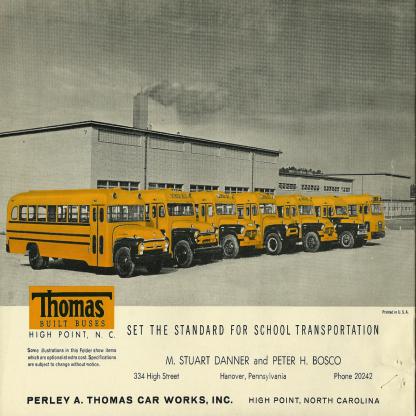 Printed in U.S.A.
Thomas
BUILT BUSES
HIGH POINT, N. C.
SET THE STANDARD FOR SCHOOL TRANSPORTATION
Some illustrations in this Folder show items
which are optional at extra cost. Specifications
are subject to change without notice.
M. STUART DANNER and PETER H. BOSCO
334 High Street Hanover, Pennsylvania Phone 20242
PERLEY A. THOMAS CAR WORKS, INC. HIGH POINT, NORTH CAROLINA